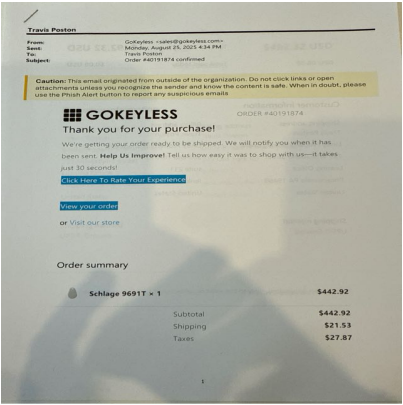 Travis Poston
From: GoKeyless <sales@gokeyless.com>
Sent: Monday, August 25, 2025 4:34 PM
To: Travis Poston
Subject: Order #40191874 confirmed
Caution: This email originated from outside of the organization. Do not click links or open
attachments unless you recognize the sender and know the content is safe. When in doubt, please
use the Phish Alert button to report any suspicious emails.
GOKEYLESS ORDER #40191874
Thank you for your purchase!
We're getting your order ready to be shipped. We will notify you when it has
been sent. Help Us Improve! Tell us how easy it was to shop with us—it takes
just 30 seconds!
Click Here To Rate Your Experience
View your order
or Visit our store
Order summary
Schlage 9691T × 1 $442.92
Subtotal $442.92
Shipping $21.53
Taxes $27.87
1